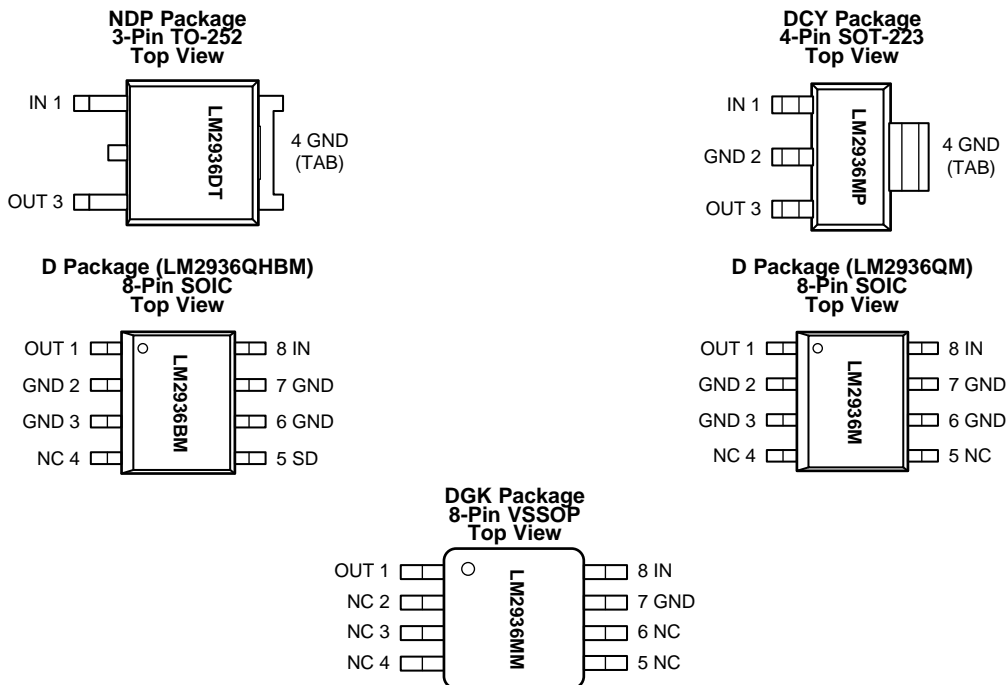 NDP Package
3-Pin TO-252
Top View
IN 1
OUT 3
LM2936DT
4 GND
(TAB)
DCY Package
4-Pin SOT-223
Top View
IN 1
GND 2
OUT 3
LM2936MP
4 GND
(TAB)
D Package (LM2936QHBM)
8-Pin SOIC
Top View
OUT 1
GND 2
GND 3
NC 4
LM2936BM
8 IN
7 GND
6 GND
5 SD
D Package (LM2936QM)
8-Pin SOIC
Top View
OUT 1
GND 2
GND 3
NC 4
LM2936M
8 IN
7 GND
6 GND
5 NC
DGK Package
8-Pin VSSOP
Top View
OUT 1
NC 2
NC 3
NC 4
LM2936MM
8 IN
7 GND
6 NC
5 NC